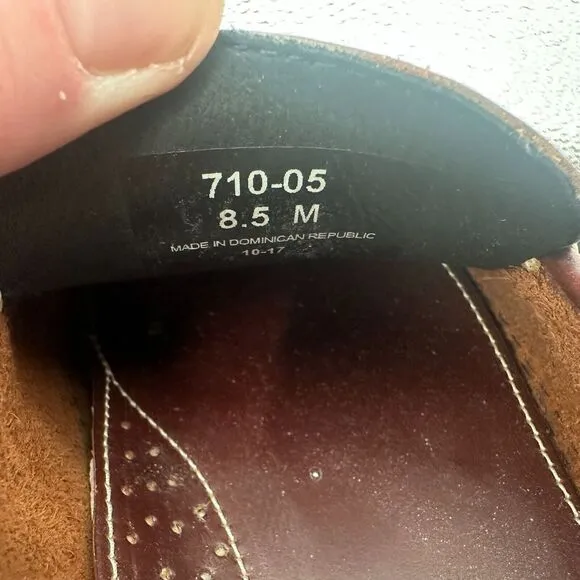 710-05
8.5 M
MADE IN DOMINICAN REPUBLIC
10-17